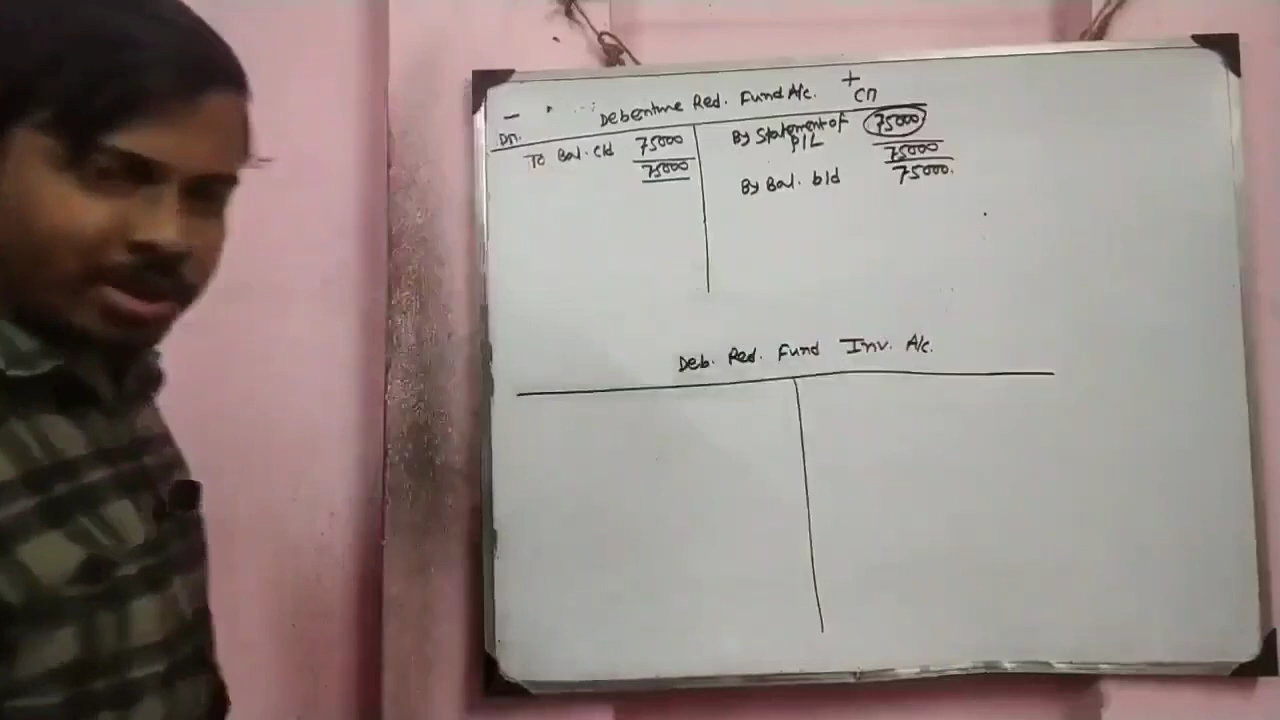 Debenture Red. Fund A/c.
- +
Dr. Cr
To Bal. C/d 75000 By Statement of P/L 75000
75000 75000
By Bal. b/d 75000.
Deb. Red. Fund Inv. A/c.